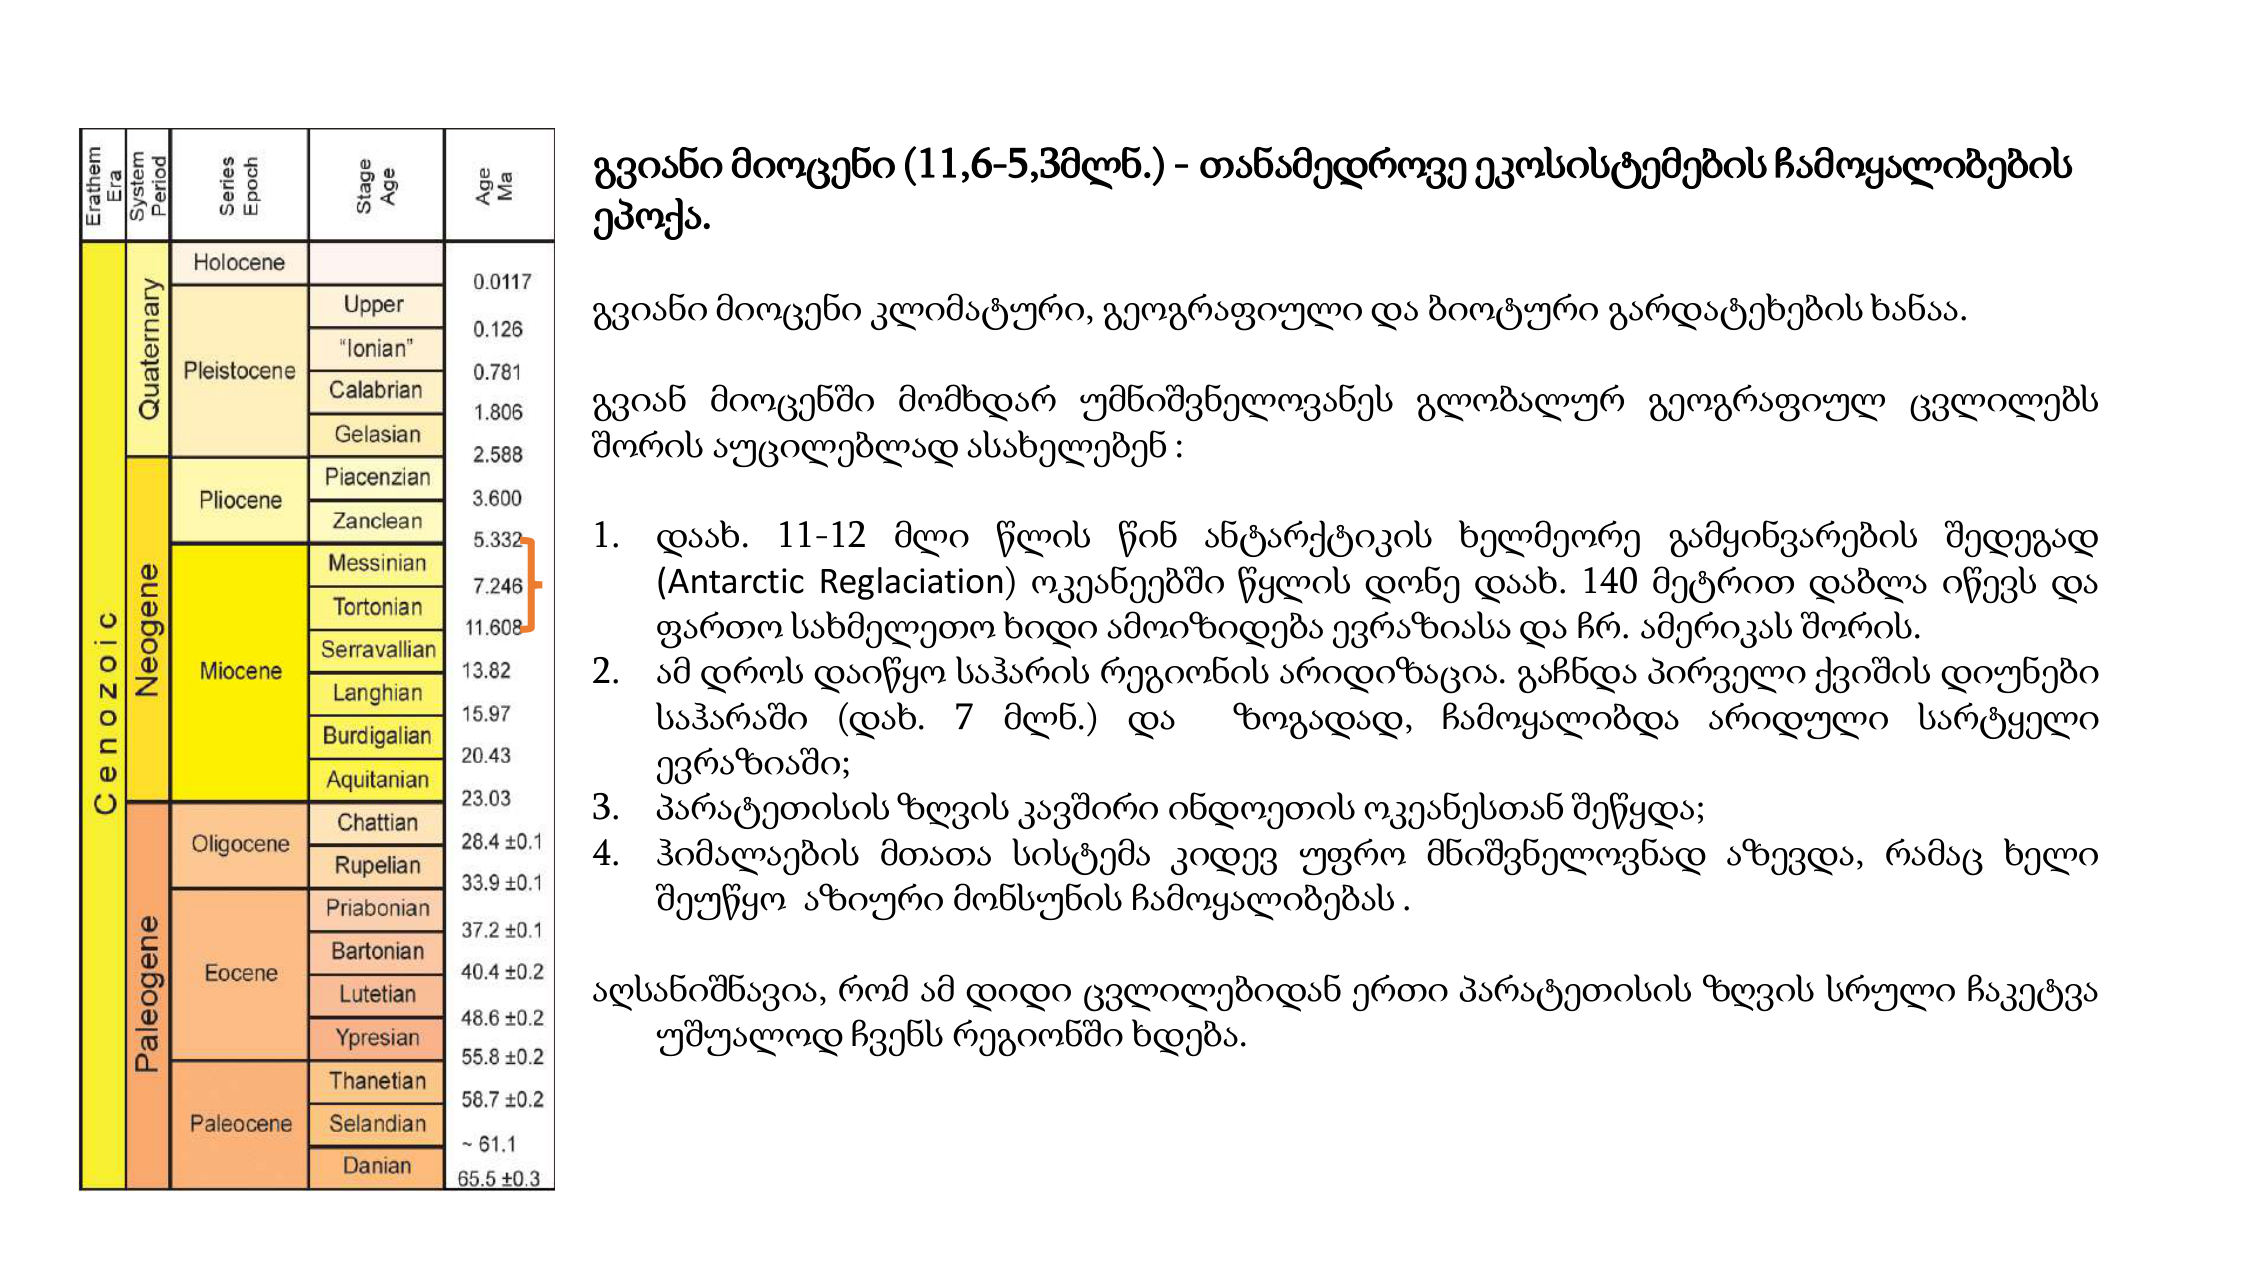 Erathem
Era
System
Period
Series
Epoch
Stage
Age
Age
Ma
Cenozoic
Quaternary
Neogene
Paleogene
Holocene
0.0117
Pleistocene
Upper
0.126
“Ionian”
0.781
Calabrian
1.806
Gelasian
2.588
Pliocene
Piacenzian
3.600
Zanclean
5.332
Miocene
Messinian
7.246
Tortonian
11.608
Serravallian
13.82
Langhian
15.97
Burdigalian
20.43
Aquitanian
23.03
Oligocene
Chattian
28.4 ±0.1
Rupelian
33.9 ±0.1
Eocene
Priabonian
37.2 ±0.1
Bartonian
40.4 ±0.2
Lutetian
48.6 ±0.2
Ypresian
55.8 ±0.2
Paleocene
Thanetian
58.7 ±0.2
Selandian
~ 61.1
Danian
65.5 ±0.3
გვიანი მიოცენი (11,6-5,3მლნ.) - თანამედროვე ეკოსისტემების ჩამოყალიბების
ეპოქა.
გვიანი მიოცენი კლიმატური, გეოგრაფიული და ბიოტური გარდატეხების ხანაა.
გვიან მიოცენში მომხდარ უმნიშვნელოვანეს გლობალურ გეოგრაფიულ ცვლილებს
შორის აუცილებლად ასახელებენ :
1. დაახ. 11-12 მლი წლის წინ ანტარქტიკის ხელმეორე გამყინვარების შედეგად
(Antarctic Reglaciation) ოკეანეებში წყლის დონე დაახ. 140 მეტრით დაბლა იწევს და
ფართო სახმელეთო ხიდი ამოიზიდება ევრაზიასა და ჩრ. ამერიკას შორის.
2. ამ დროს დაიწყო საჰარის რეგიონის არიდიზაცია. გაჩნდა პირველი ქვიშის დიუნები
საჰარაში (დახ. 7 მლნ.) და ზოგადად, ჩამოყალიბდა არიდული სარტყელი
ევრაზიაში;
3. პარატეთისის ზღვის კავშირი ინდოეთის ოკეანესთან შეწყდა;
4. ჰიმალაების მთათა სისტემა კიდევ უფრო მნიშვნელოვნად აზევდა, რამაც ხელი
შეუწყო აზიური მონსუნის ჩამოყალიბებას .
აღსანიშნავია, რომ ამ დიდი ცვლილებიდან ერთი პარატეთისის ზღვის სრული ჩაკეტვა
უშუალოდ ჩვენს რეგიონში ხდება.